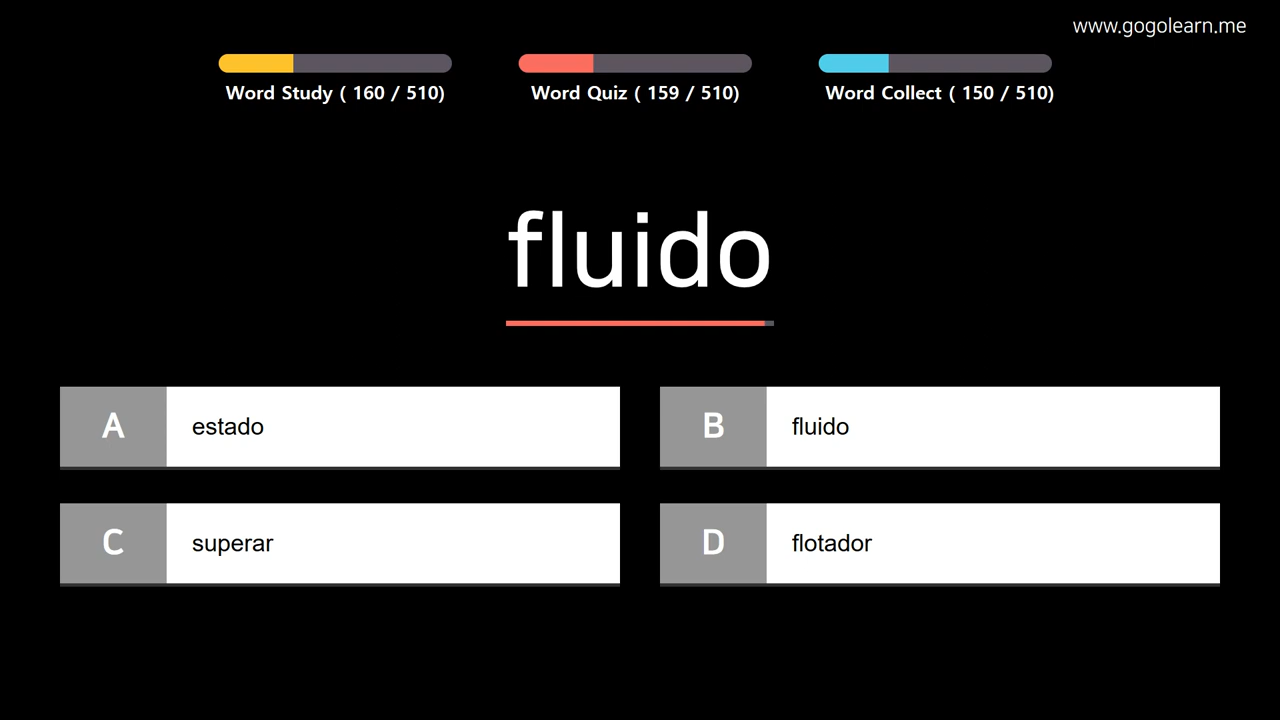 www.gogolearn.me
Word Study ( 160 / 510)
Word Quiz ( 159 / 510)
Word Collect ( 150 / 510)
fluido
A estado
B fluido
C superar
D flotador